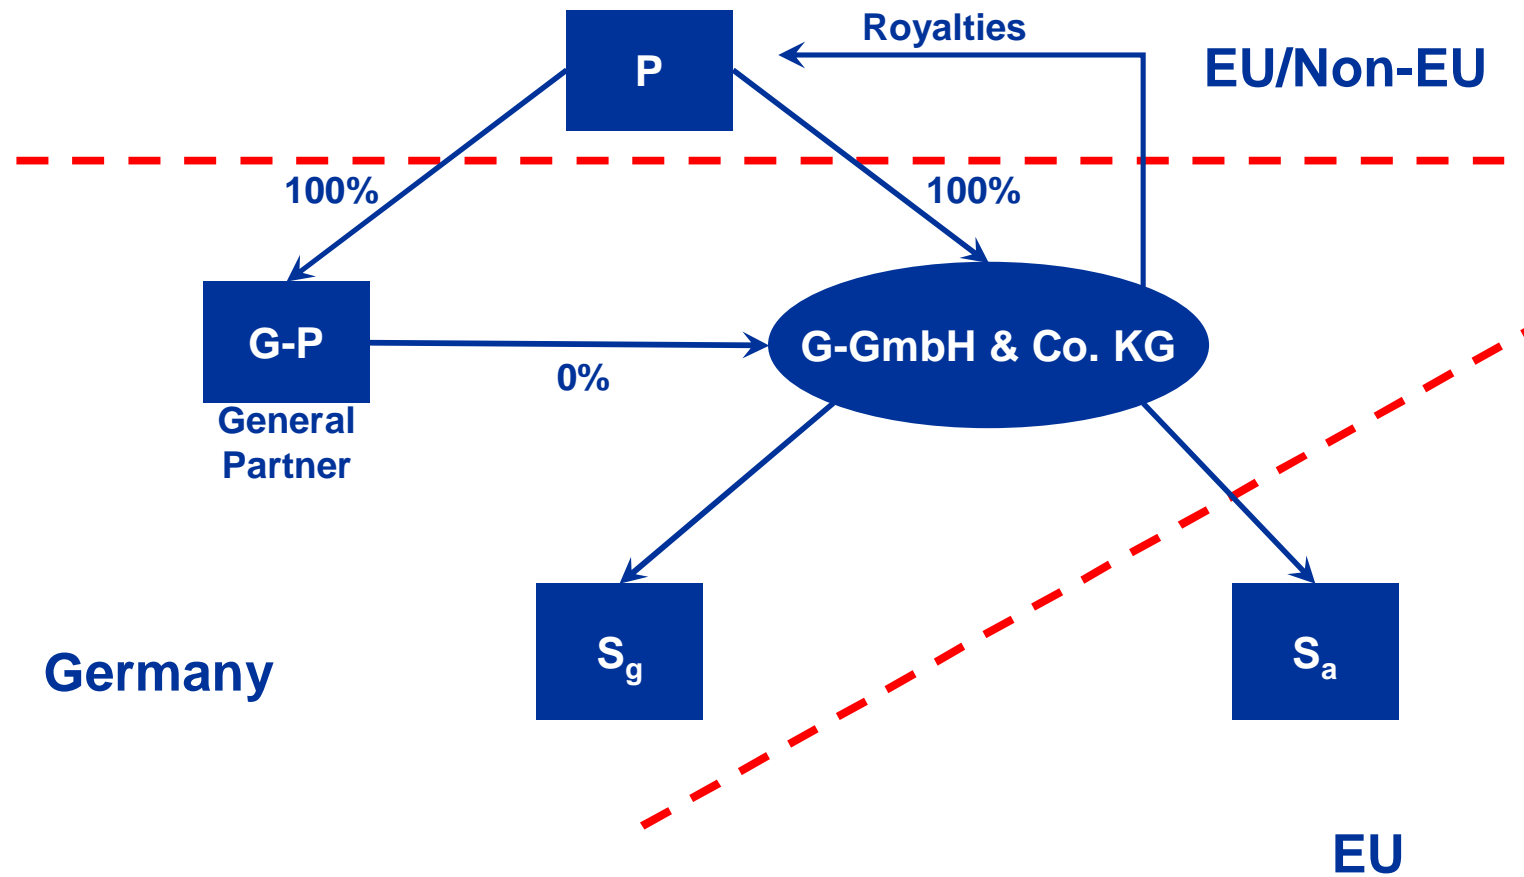 Royalties
P
EU/Non-EU
100%
100%
G-P
G-GmbH & Co. KG
0%
General
Partner
Sg
Sa
Germany
EU